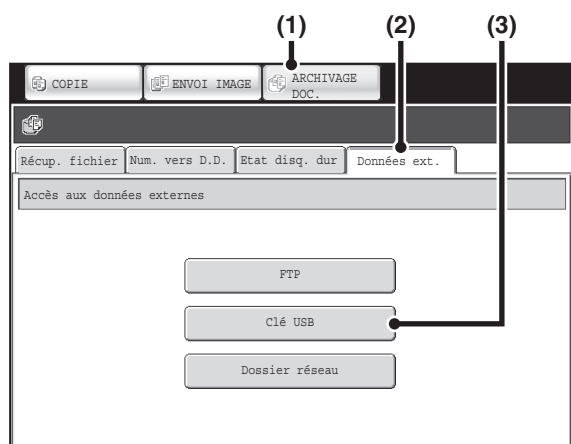 (1) (2) (3)
COPIE ENVOI IMAGE ARCHIVAGE
DOC.
Récup. fichier Num. vers D.D. Etat disq. dur Données ext.
Accès aux données externes
FTP
Clé USB
Dossier réseau